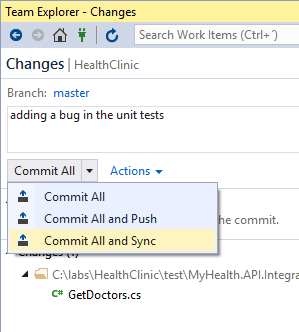 Team Explorer - Changes
Search Work Items (Ctrl+´)
Changes | HealthClinic
Branch: master
adding a bug in the unit tests
Commit All Actions
Commit All
Commit All and Push
the commit.
Commit All and Sync
Changes (1)
C:\labs\HealthClinic\test\MyHealth.API.Integra
C# GetDoctors.cs